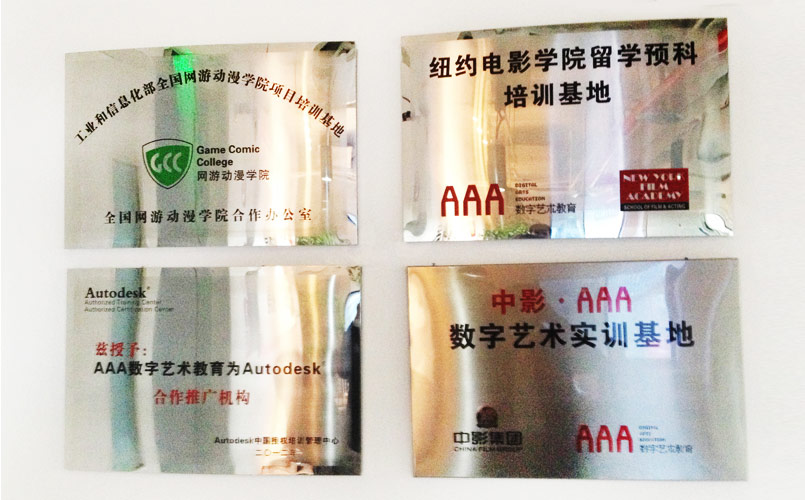 工业和信息化部全国网游动漫学院项目培训基地
GCC
Game Comic
College
网游动漫学院
全国网游动漫学院合作办公室
纽约电影学院留学预科
培训基地
AAA
DIGITAL
ARTS
EDUCATION
数字艺术教育
NEW YORK
FILM
ACADEMY
SCHOOL OF FILM & ACTING
Autodesk®
Authorized Training Center
Authorized Certification Center
兹授予:
AAA数字艺术教育为Autodesk
合作推广机构
Autodesk中国授权培训管理中心
二〇一二年
中影·AAA
数字艺术实训基地
中影集团
CHINA FILM GROUP
AAA
DIGITAL
ARTS
EDUCATION
数字艺术教育